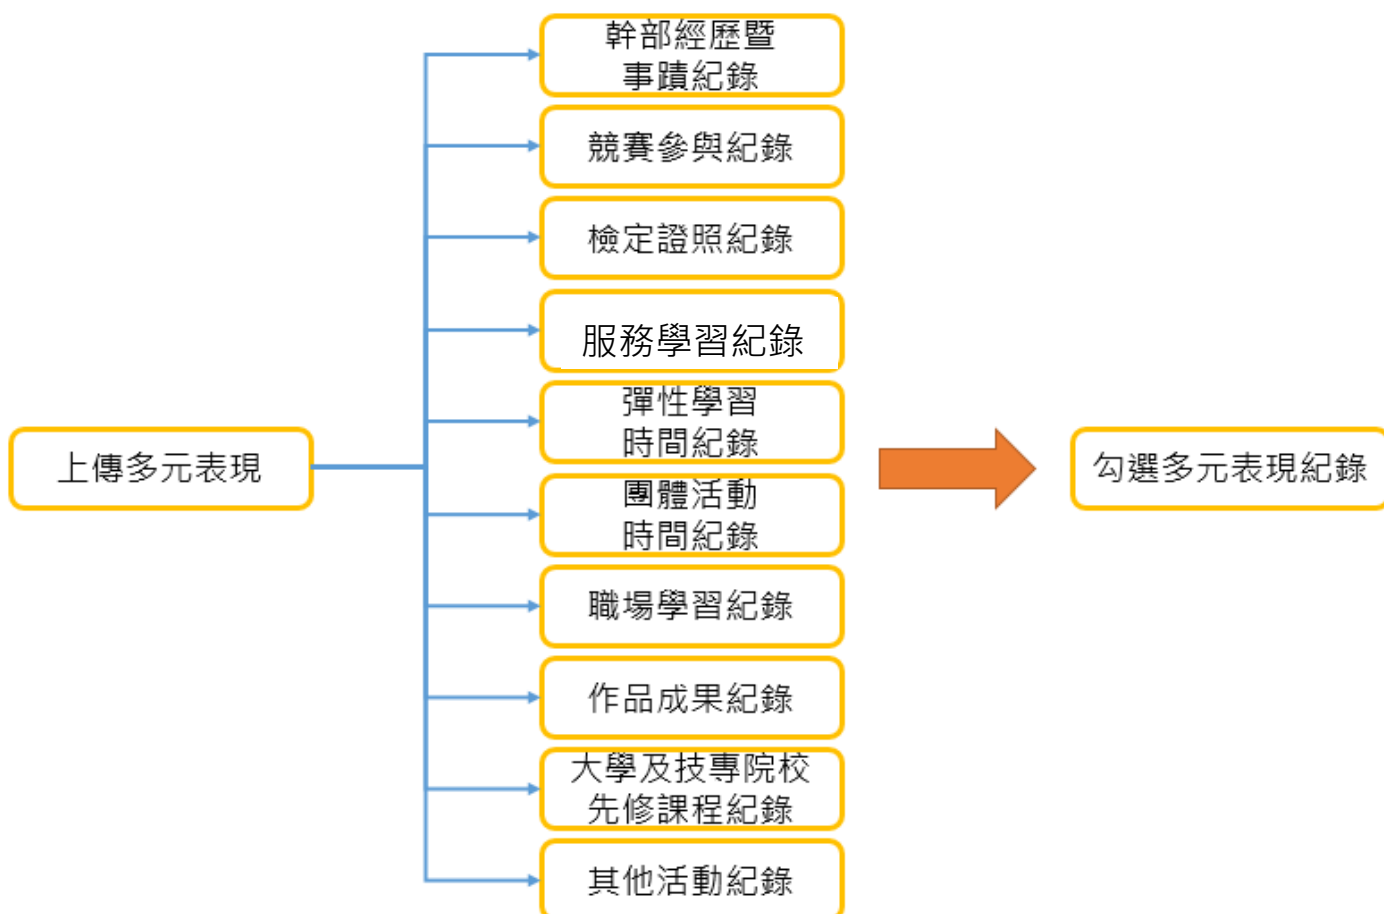 上傳多元表現
幹部經歷暨
事蹟紀錄
競賽參與紀錄
檢定證照紀錄
服務學習紀錄
彈性學習
時間紀錄
團體活動
時間紀錄
職場學習紀錄
作品成果紀錄
大學及技專院校
先修課程紀錄
其他活動紀錄
勾選多元表現紀錄